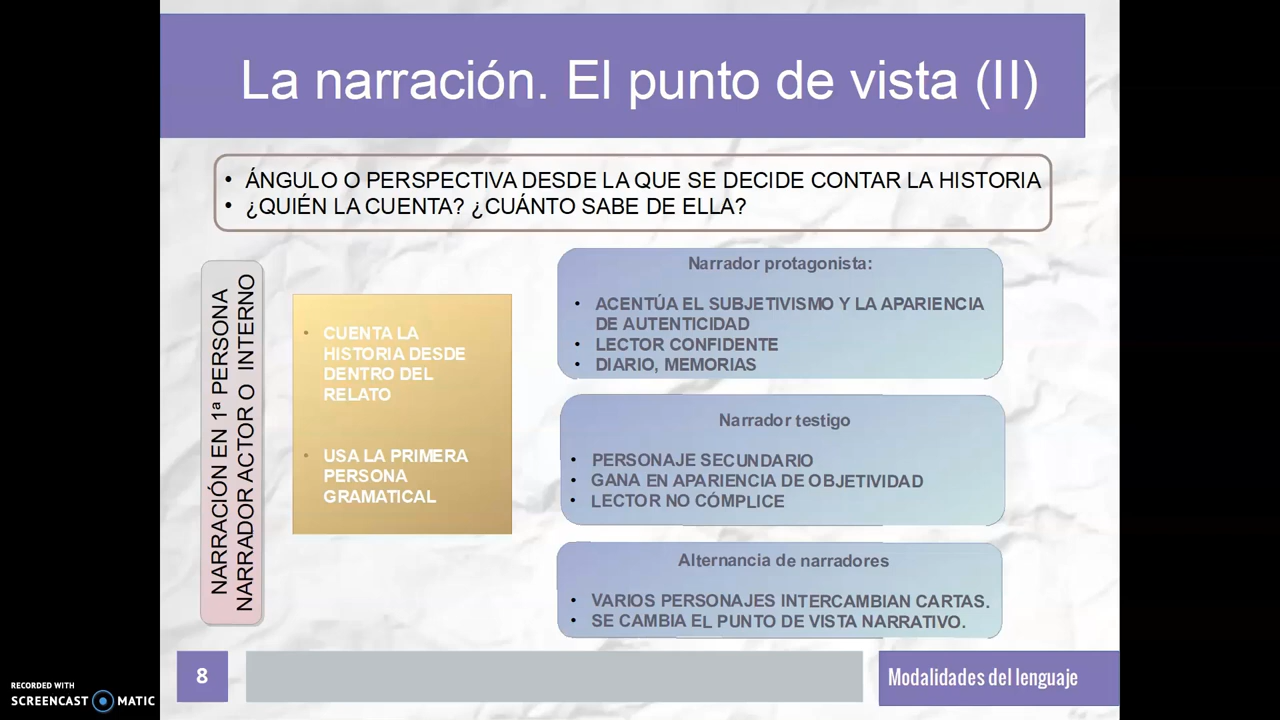 La narración. El punto de vista (II)
• ÁNGULO O PERSPECTIVA DESDE LA QUE SE DECIDE CONTAR LA HISTORIA
• ¿QUIÉN LA CUENTA? ¿CUÁNTO SABE DE ELLA?
NARRACIÓN EN 1ª PERSONA
NARRADOR ACTOR O INTERNO
• CUENTA LA
HISTORIA DESDE
DENTRO DEL
RELATO
• USA LA PRIMERA
PERSONA
GRAMATICAL
Narrador protagonista:
• ACENTÚA EL SUBJETIVISMO Y LA APARIENCIA
DE AUTENTICIDAD
• LECTOR CONFIDENTE
• DIARIO, MEMORIAS
Narrador testigo
• PERSONAJE SECUNDARIO
• GANA EN APARIENCIA DE OBJETIVIDAD
• LECTOR NO CÓMPLICE
Alternancia de narradores
• VARIOS PERSONAJES INTERCAMBIAN CARTAS.
• SE CAMBIA EL PUNTO DE VISTA NARRATIVO.
8
Modalidades del lenguaje
RECORDED WITH
SCREENCAST MATIC